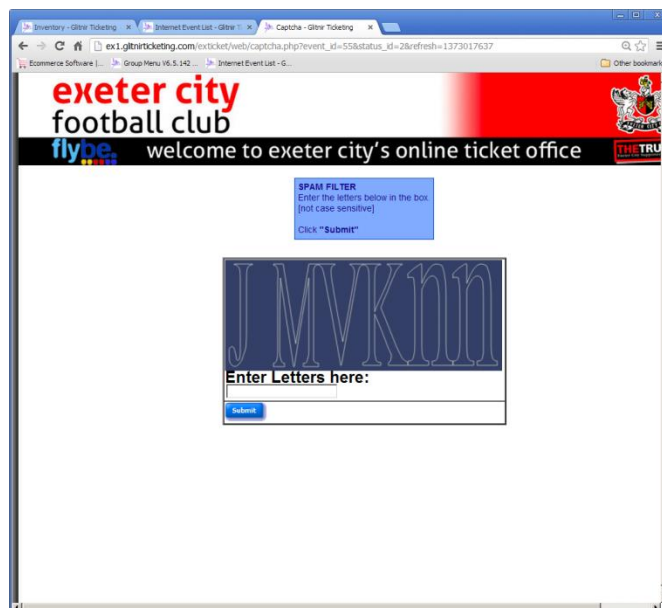 Inventory - Glitnir Ticketing
Internet Event List - Glitnir Ti
Captcha - Glitnir Ticketing
ex1.glitnirticketing.com/exticket/web/captcha.php?event_id=55&status_id=2&refresh=1373017637
Ecommerce Software |...
Group Menu V6.5.142 ...
Internet Event List - G...
Other bookmark
exeter city
football club
flybe. welcome to exeter city's online ticket office
THETRU
SPAM FILTER
Enter the letters below in the box.
[not case sensitive]
Click "Submit"
J M V K n n
Enter Letters here:
Submit